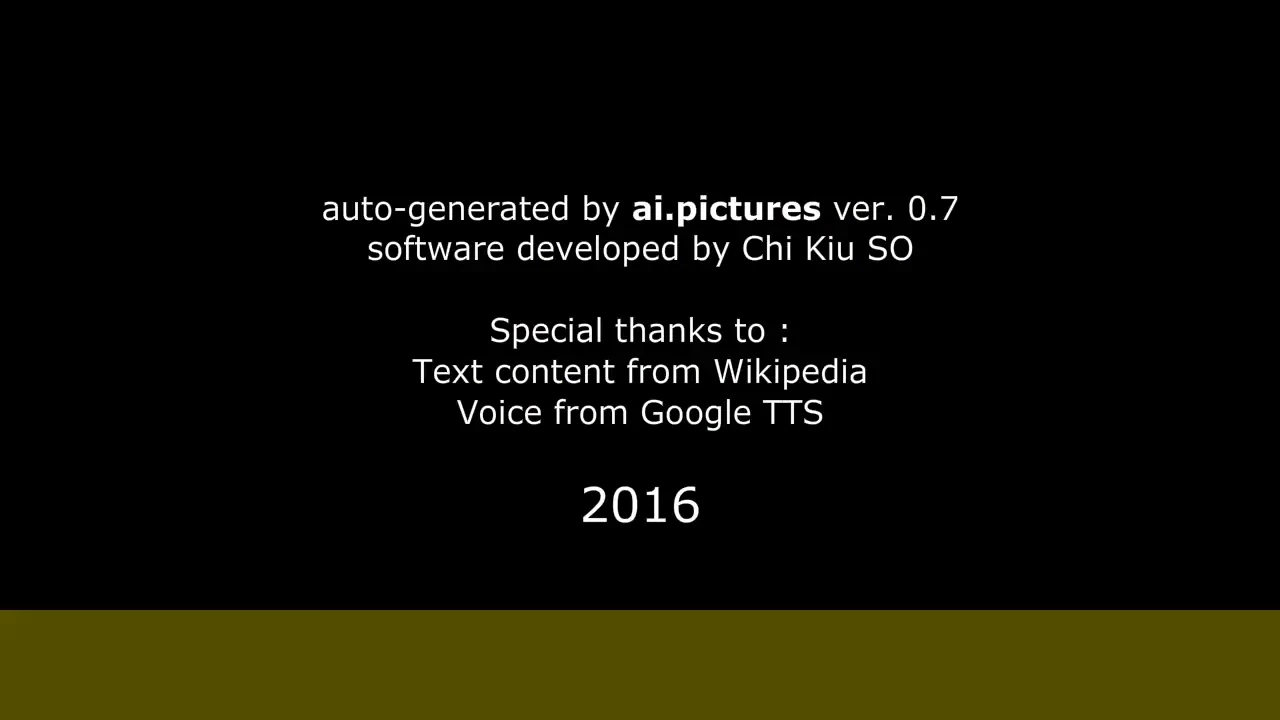 auto-generated by ai.pictures ver. 0.7
software developed by Chi Kiu SO
Special thanks to :
Text content from Wikipedia
Voice from Google TTS
2016